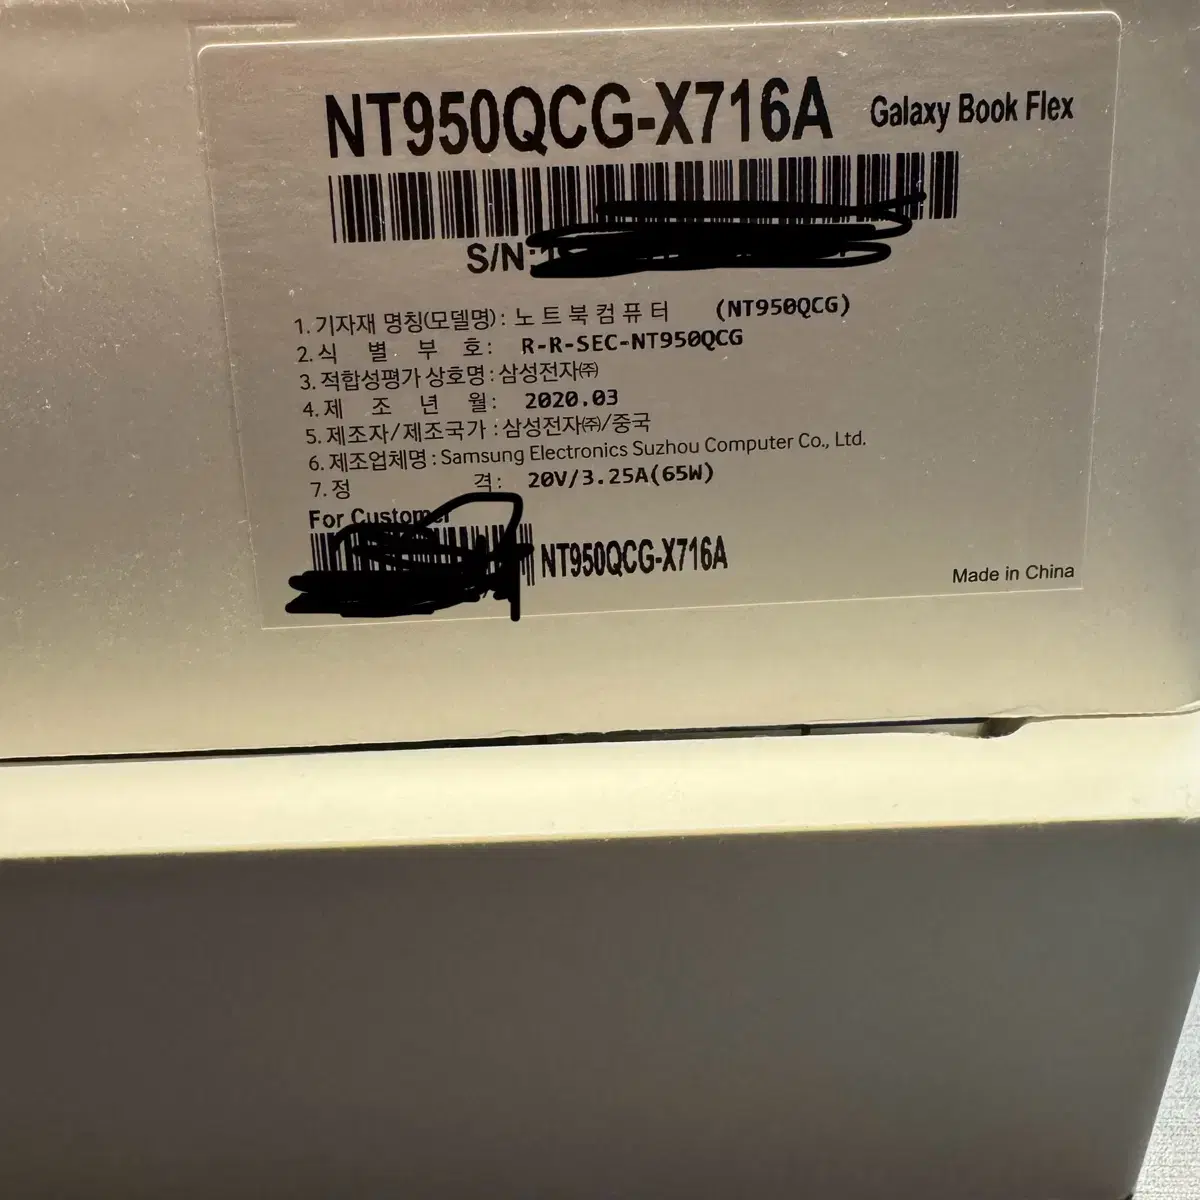 NT950QCG-X716A Galaxy Book Flex
S/N:
1. 기자재 명칭(모델명) : 노 트 북 컴 퓨 터 (NT950QCG)
2. 식 별 부 호 : R-R-SEC-NT950QCG
3. 적합성평가 상호명 : 삼성전자㈜
4. 제 조 년 월 : 2020.03
5. 제조자/제조국가 : 삼성전자㈜/중국
6. 제조업체명 : Samsung Electronics Suzhou Computer Co., Ltd.
7. 정 격 : 20V/3.25A(65W)
For Customer
NT950QCG-X716A
Made in China